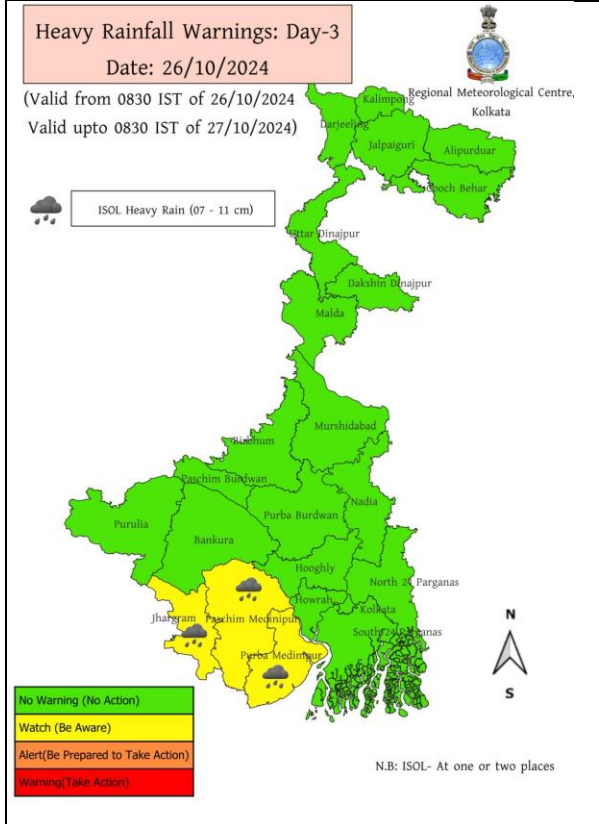 Heavy Rainfall Warnings: Day-3
Date: 26/10/2024
(Valid from 0830 IST of 26/10/2024
Valid upto 0830 IST of 27/10/2024)
Regional Meteorological Centre,
Kolkata
ISOL Heavy Rain (07 - 11 cm)
Kalimpong
Darjeeling
Jalpaiguri
Alipurduar
Cooch Behar
Uttar Dinajpur
Dakshin Dinajpur
Malda
Murshidabad
Birbhum
Paschim Burdwan
Nadia
Purba Burdwan
Purulia
Bankura
Hooghly
North 24 Parganas
Howrah
Kolkata
Jhargram
Paschim Medinipur
South 24 Parganas
Purba Medinipur
N
S
No Warning (No Action)
Watch (Be Aware)
Alert(Be Prepared to Take Action)
Warning(Take Action)
N.B: ISOL- At one or two places